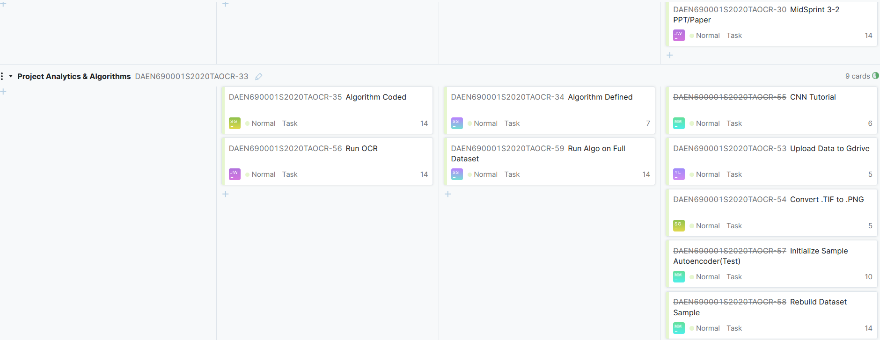 DAEN690001S2020TAOCR-30 MidSprint 3-2
PPT/Paper
Normal Task 14
Project Analytics & Algorithms DAEN690001S2020TAOCR-33 9 cards
DAEN690001S2020TAOCR-35 Algorithm Coded
Normal Task 14
DAEN690001S2020TAOCR-34 Algorithm Defined
Normal Task 7
DAEN690001S2020TAOCR-55 CNN Tutorial
Normal Task 6
DAEN690001S2020TAOCR-56 Run OCR
Normal Task 14
DAEN690001S2020TAOCR-59 Run Algo on Full
Dataset
Normal Task 14
DAEN690001S2020TAOCR-53 Upload Data to Gdrive
Normal Task 5
DAEN690001S2020TAOCR-54 Convert .TIF to .PNG
Normal Task 5
DAEN690001S2020TAOCR-57 Initialize Sample
Autoencoder(Test)
Normal Task 10
DAEN690001S2020TAOCR-58 Rebuild Dataset
Sample
Normal Task 14